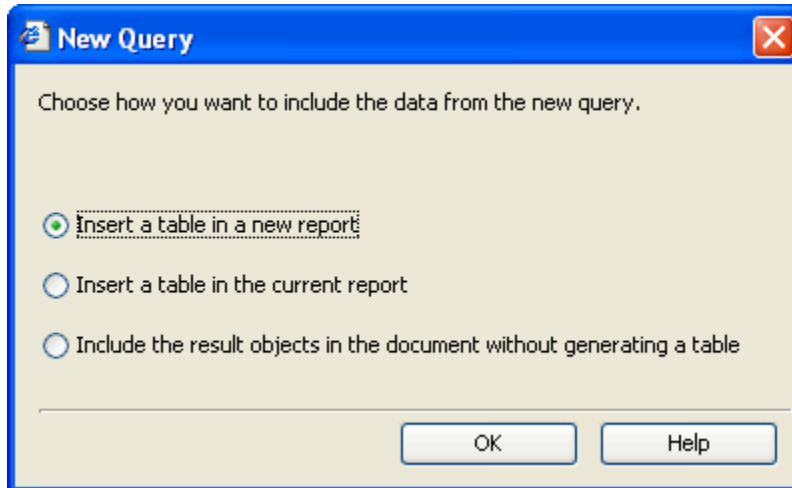 New Query
Choose how you want to include the data from the new query.
Insert a table in a new report
Insert a table in the current report
Include the result objects in the document without generating a table
OK
Help